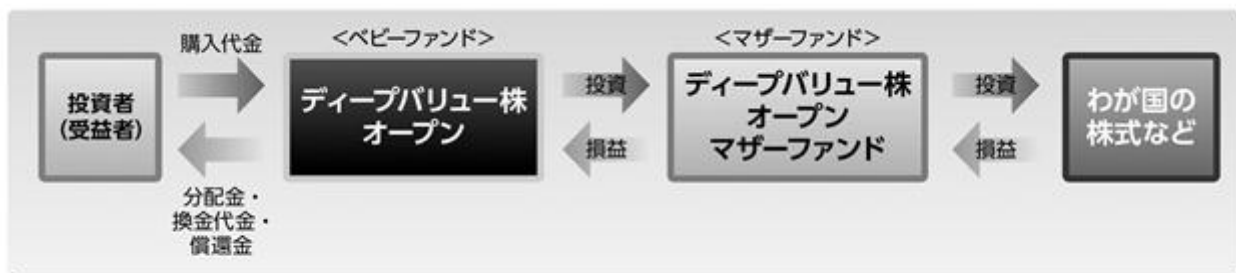 購入代金
<ベビーファンド>
<マザーファンド>
投資者
(受益者)
ディープバリュー株
オープン
投資
損益
ディープバリュー株
オープン
マザーファンド
投資
損益
わが国の
株式など
分配金・
換金代金・
償還金